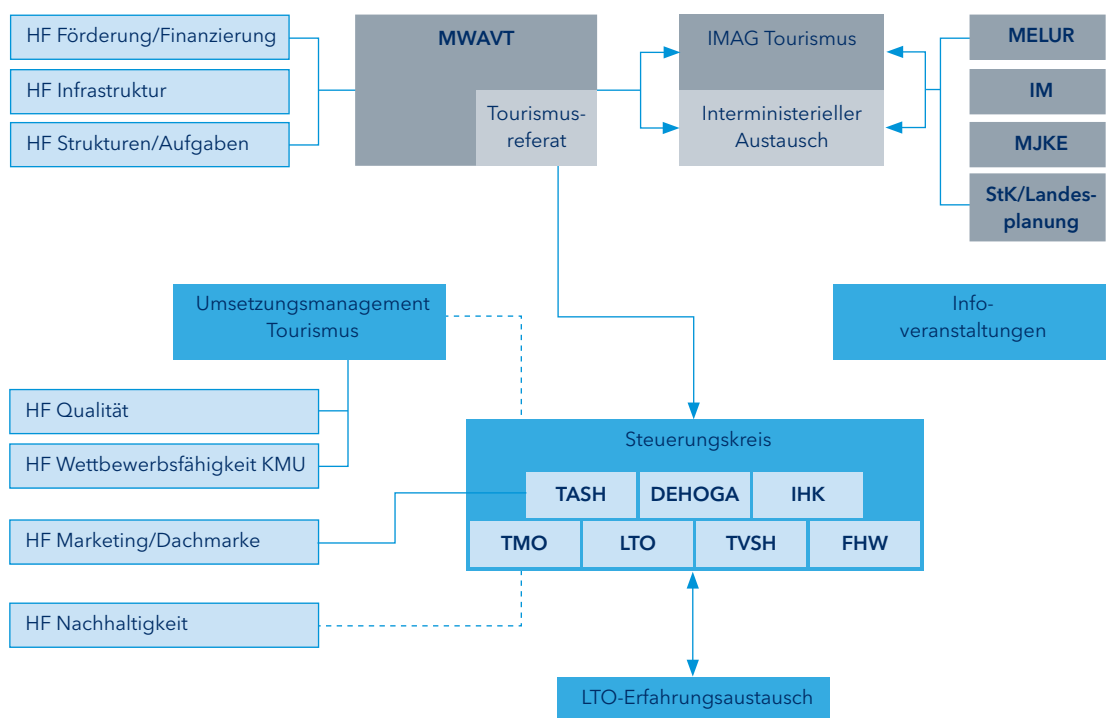 HF Förderung/Finanzierung
HF Infrastruktur
HF Strukturen/Aufgaben
MWAVT
Tourismus-
referat
IMAG Tourismus
Interministerieller
Austausch
MELUR
IM
MJKE
StK/Landes-
planung
Umsetzungsmanagement
Tourismus
Info-
veranstaltungen
HF Qualität
HF Wettbewerbsfähigkeit KMU
HF Marketing/Dachmarke
HF Nachhaltigkeit
Steuerungskreis
TASH
DEHOGA
IHK
TMO
LTO
TVSH
FHW
LTO-Erfahrungsaustausch